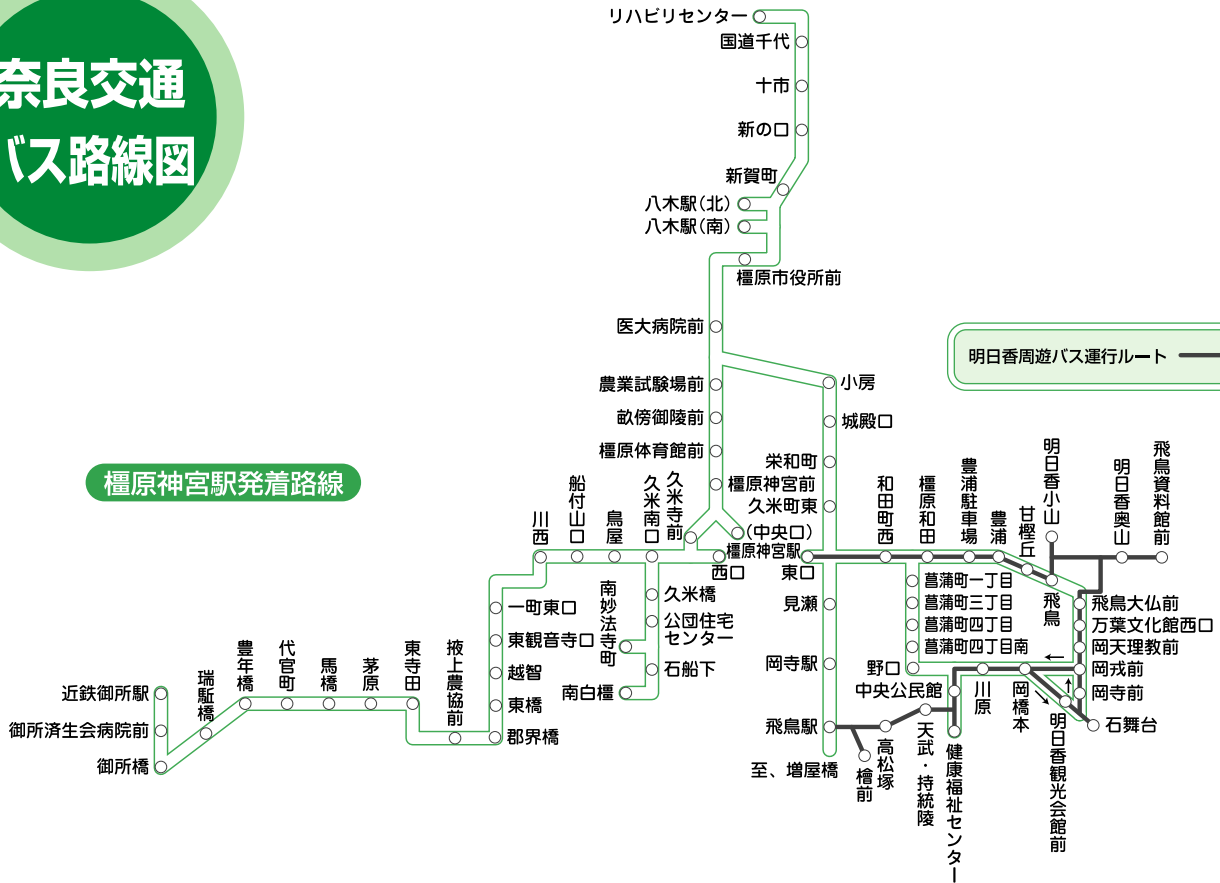 奈良交通
バス路線図
リハビリセンター
国道千代
十市
新の口
新賀町
八木駅(北)
八木駅(南)
橿原市役所前
医大病院前
明日香周遊バス運行ルート
農業試験場前
畝傍御陵前
橿原体育館前
橿原神宮前
(中央口)
小房
城殿口
栄和町
久米町東
橿原神宮駅発着路線
川西
船付山口
鳥屋
久米南口
久米寺前
橿原神宮駅
西口
東口
和田町西
橿原和田
豊浦駐車場
豊浦
甘樫丘
明日香小山
飛鳥
明日香奥山
飛鳥資料館前
久米橋
公団住宅
センター
南妙法寺町
石船下
南白橿
一町東口
東観音寺口
越智
東橋
郡界橋
掖上農協前
東寺田
茅原
馬橋
代官町
豊年橋
瑞駈橋
近鉄御所駅
御所済生会病院前
御所橋
見瀬
岡寺駅
飛鳥駅
至、増屋橋
菖蒲町一丁目
菖蒲町三丁目
菖蒲町四丁目
菖蒲町四丁目南
野口
中央公民館
川原
岡橋本
飛鳥大仏前
万葉文化館西口
岡天理教前
岡戎前
岡寺前
石舞台
明日香観光会館前
檜前
高松塚
天武・持統陵
健康福祉センター